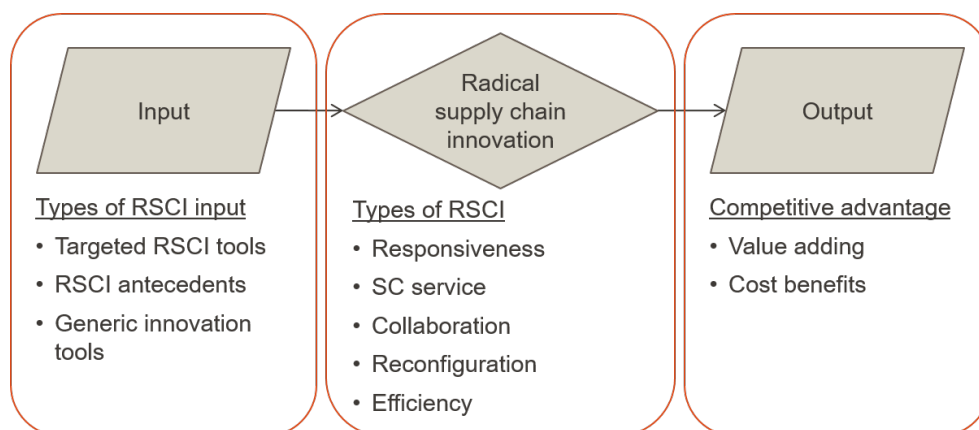 Input
Radical
supply chain
innovation
Output
Types of RSCI input
• Targeted RSCI tools
• RSCI antecedents
• Generic innovation
tools
Types of RSCI
• Responsiveness
• SC service
• Collaboration
• Reconfiguration
• Efficiency
Competitive advantage
• Value adding
• Cost benefits